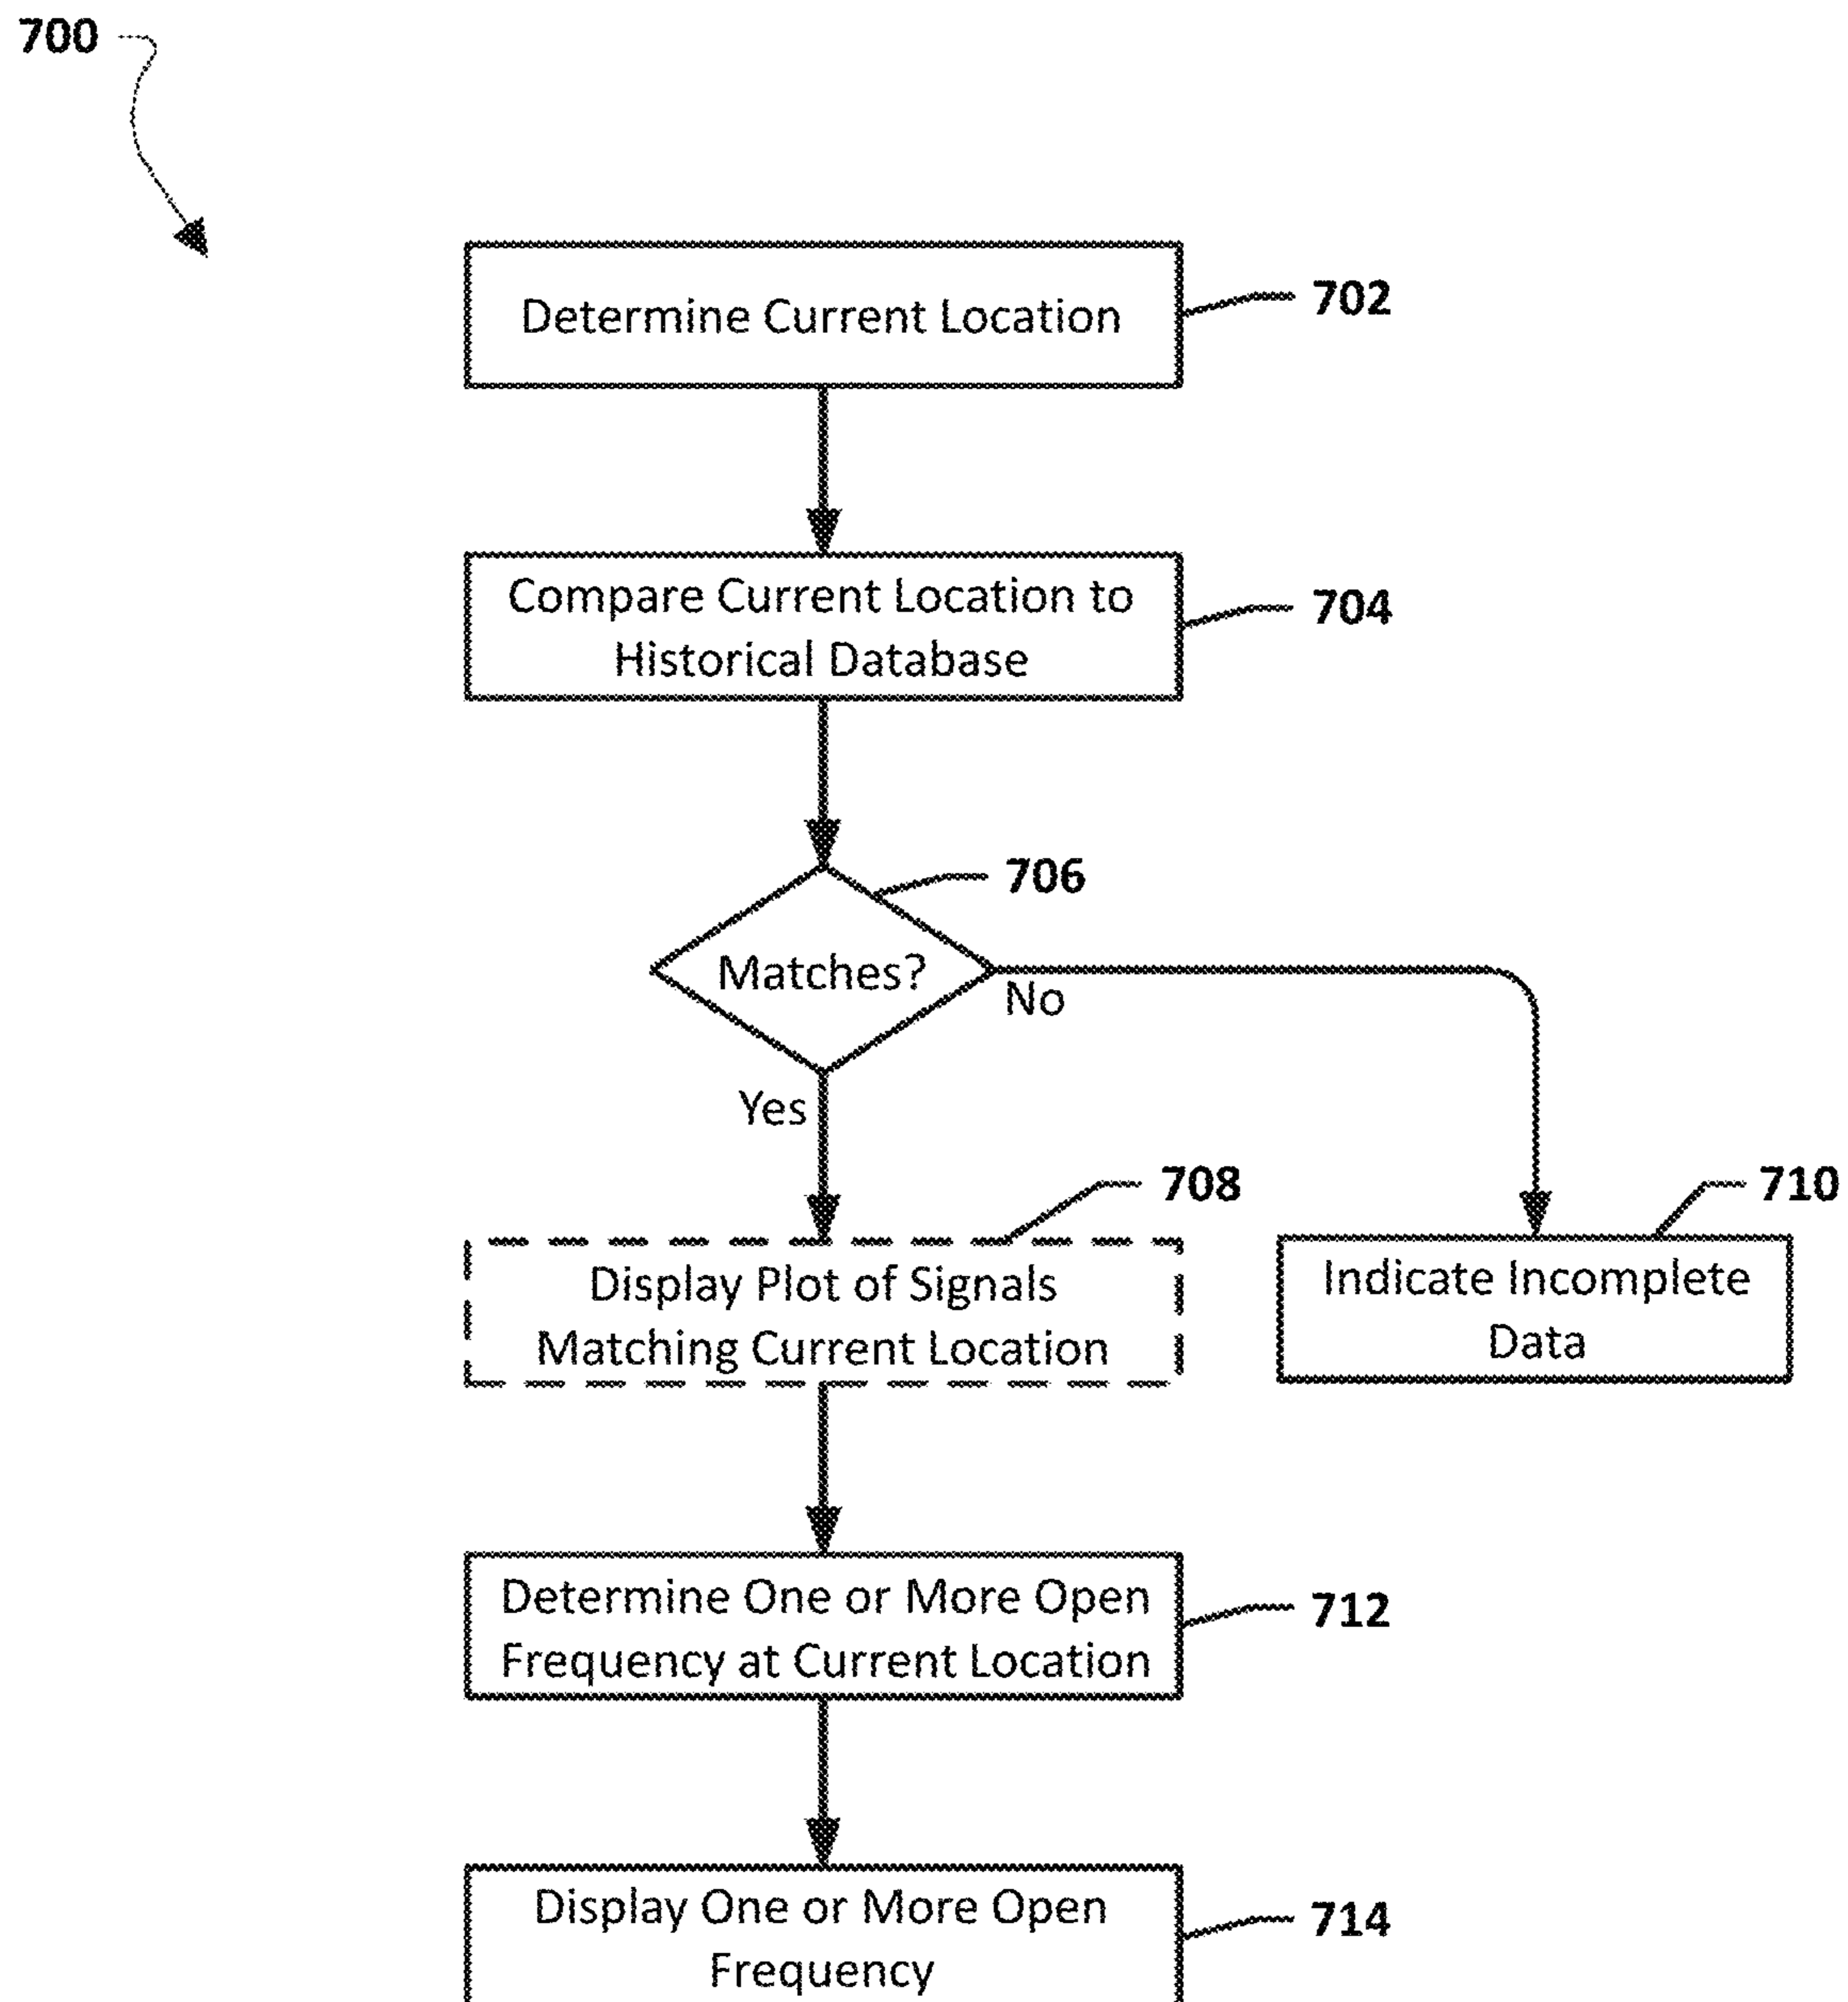 700
Determine Current Location
702
Compare Current Location to
Historical Database
704
706
Matches?
No
Yes
708
710
Display Plot of Signals
Matching Current Location
Indicate Incomplete
Data
Determine One or More Open
Frequency at Current Location
712
Display One or More Open
Frequency
714